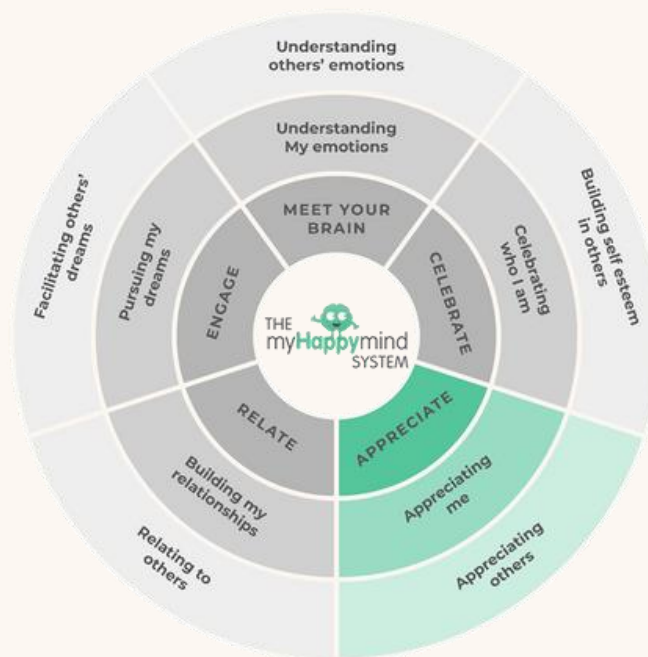 Understanding
others' emotions
Understanding
My emotions
MEET YOUR
BRAIN
Building self esteem
in others
Celebrating
who I am
CELEBRATE
Facilitating others'
dreams
Pursuing my
dreams
ENGAGE
THE
myHappymind
SYSTEM
APPRECIATE
Appreciating
me
Appreciating
others
RELATE
Building my
relationships
Relating to
others